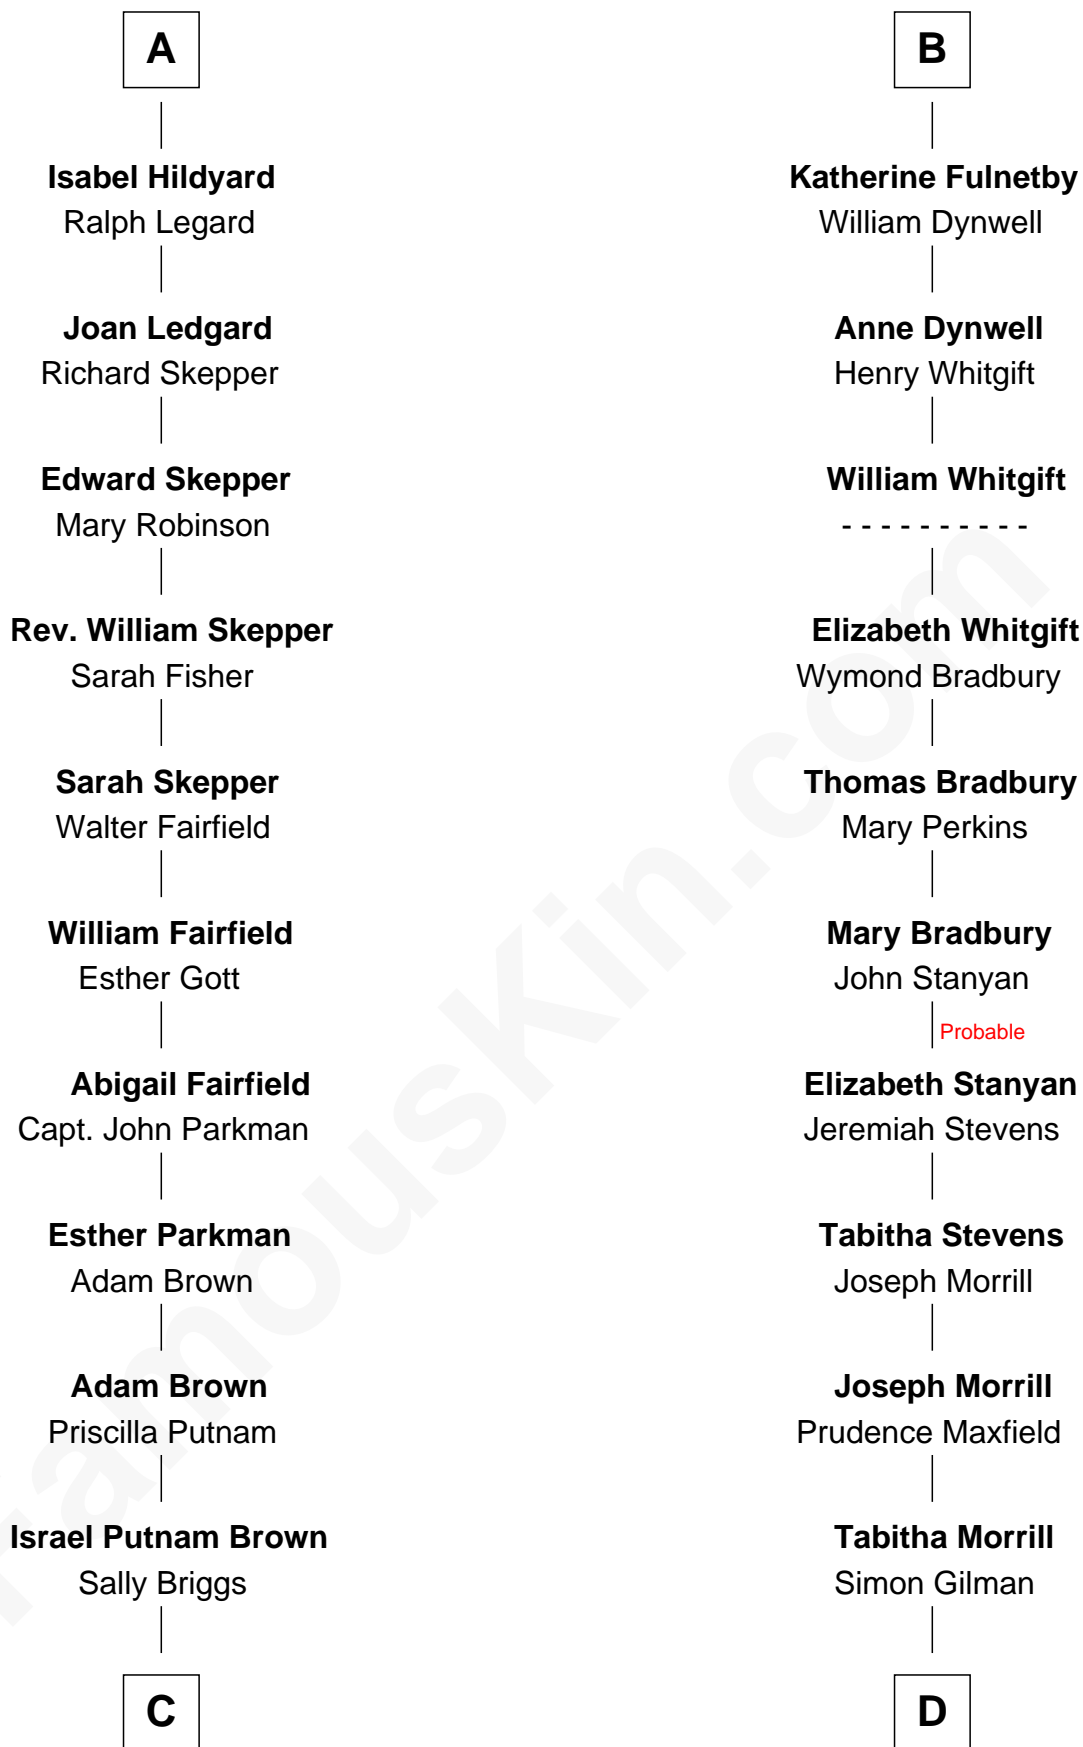 A
Isabel Hildyard
Ralph Legard
Joan Ledgard
Richard Skepper
Edward Skepper
Mary Robinson
Rev. William Skepper
Sarah Fisher
Sarah Skepper
Walter Fairfield
William Fairfield
Esther Gott
Abigail Fairfield
Capt. John Parkman
Esther Parkman
Adam Brown
Adam Brown
Priscilla Putnam
Israel Putnam Brown
Sally Briggs
C
B
Katherine Fulnetby
William Dynwell
Anne Dynwell
Henry Whitgift
William Whitgift
- - - - - - - - - -
Elizabeth Whitgift
Wymond Bradbury
Thomas Bradbury
Mary Perkins
Mary Bradbury
John Stanyan
Probable
Elizabeth Stanyan
Jeremiah Stevens
Tabitha Stevens
Joseph Morrill
Joseph Morrill
Prudence Maxfield
Tabitha Morrill
Simon Gilman
D
FamousKin.com